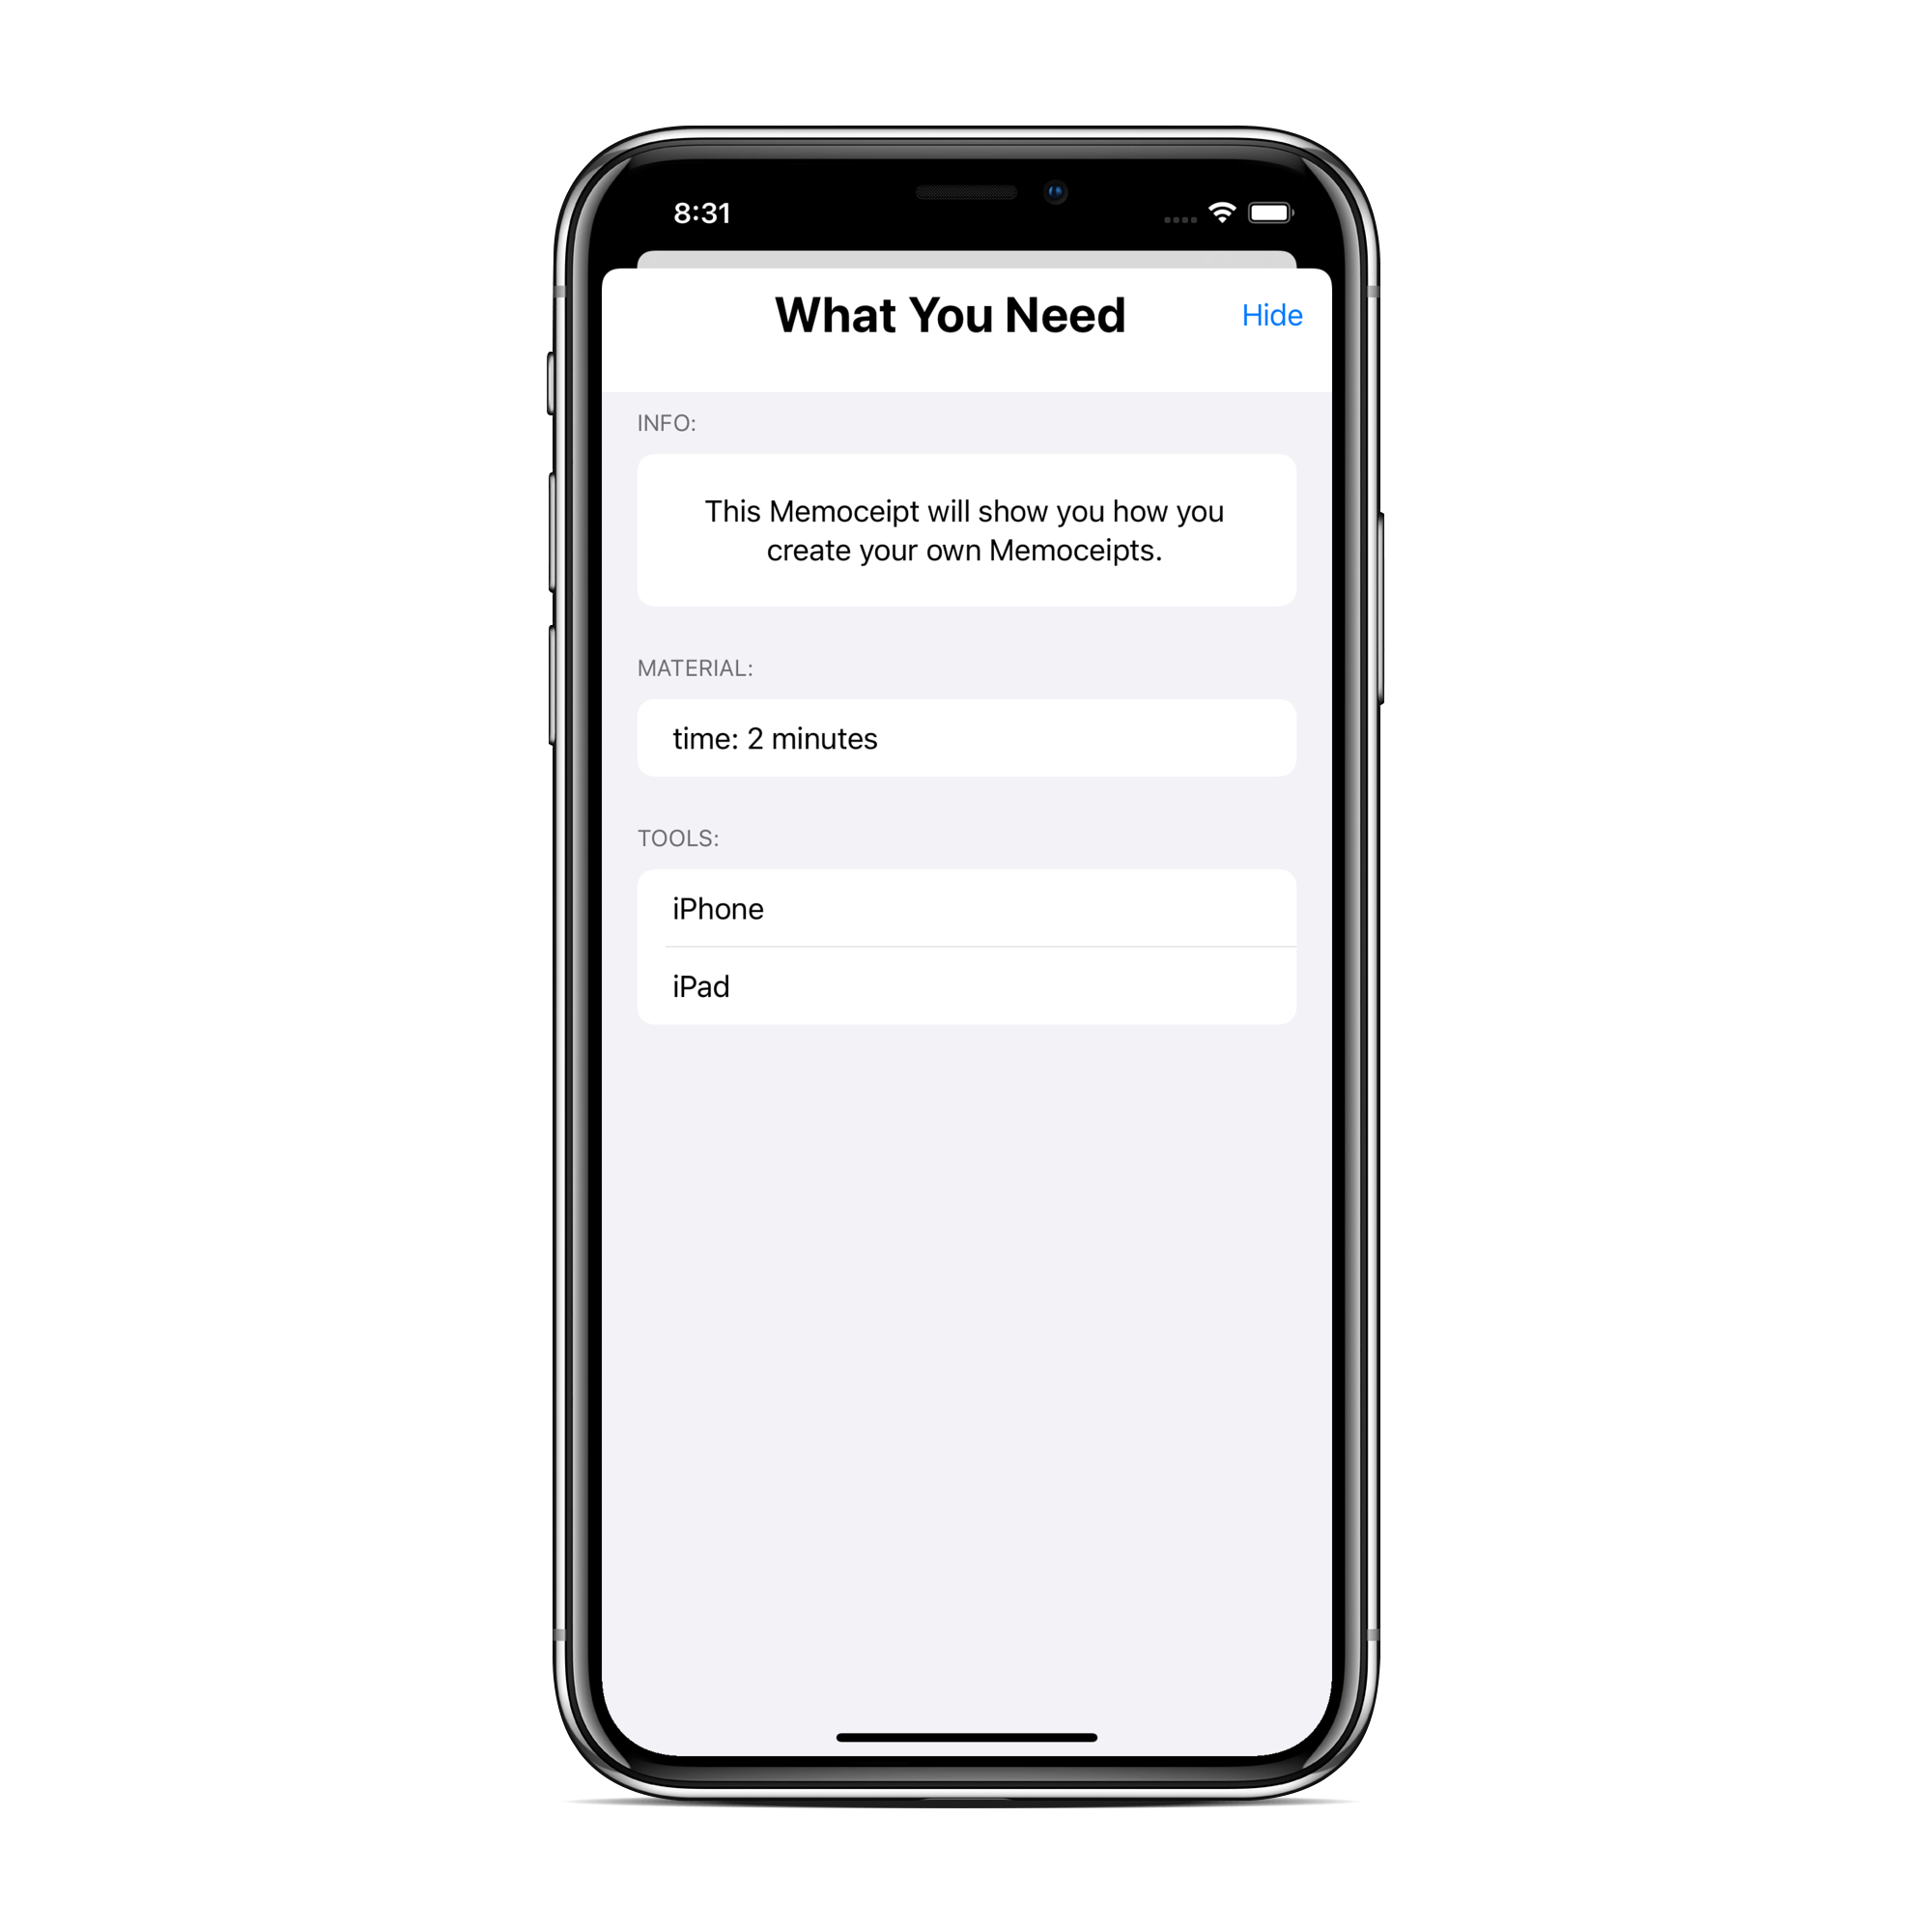 8:31
What You Need
Hide
INFO:
This Memoceipt will show you how you
create your own Memoceipts.
MATERIAL:
time: 2 minutes
TOOLS:
iPhone
iPad